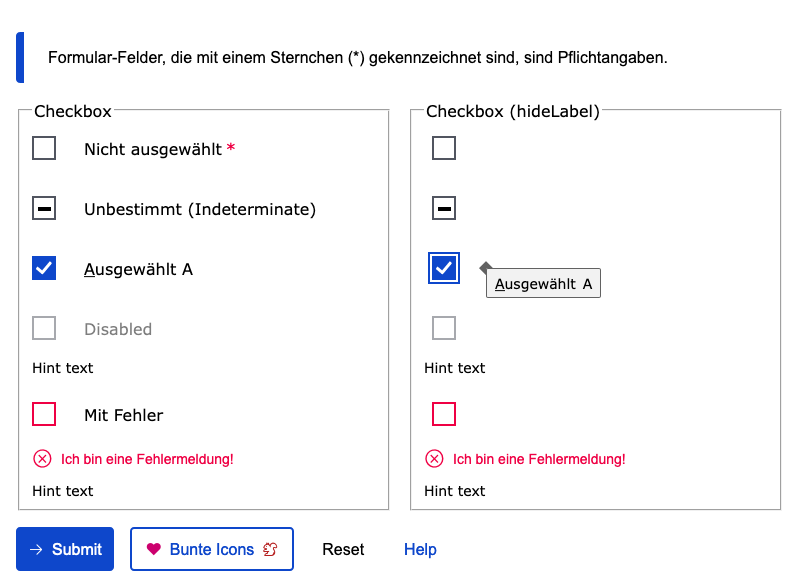 Formular-Felder, die mit einem Sternchen (*) gekennzeichnet sind, sind Pflichtangaben.
Checkbox
Nicht ausgewählt *
Unbestimmt (Indeterminate)
Ausgewählt A
Disabled
Hint text
Mit Fehler
Ich bin eine Fehlermeldung!
Hint text
Checkbox (hideLabel)
Ausgewählt A
Hint text
Ich bin eine Fehlermeldung!
Hint text
Submit
Bunte Icons
Reset
Help